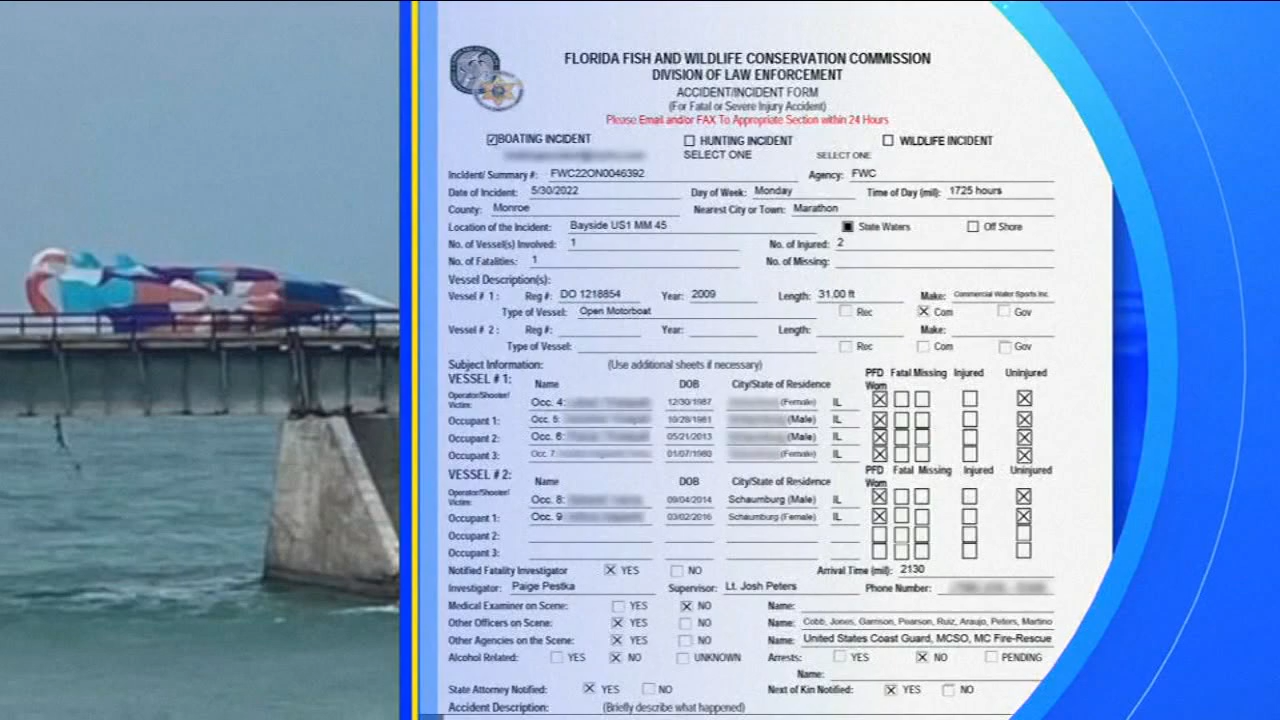 FLORIDA FISH AND WILDLIFE CONSERVATION COMMISSION
DIVISION OF LAW ENFORCEMENT
ACCIDENT/INCIDENT FORM
(For Fatal or Severe Injury Accident)
Please Email and/or FAX To Appropriate Section within 24 Hours
BOATING INCIDENT HUNTING INCIDENT WILDLIFE INCIDENT
SELECT ONE SELECT ONE
Incident/ Summary #: FWC22ON0046392 Agency: FWC
Date of Incident: 5/30/2022 Day of Week: Monday Time of Day (mil): 1725 hours
County: Monroe Nearest City or Town: Marathon
Location of the Incident: Bayside US1 MM 45 State Waters Off Shore
No. of Vessel(s) Involved: 1 No. of Injured: 2
No. of Fatalities: 1 No. of Missing:
Vessel Description(s):
Vessel # 1: Reg #: DO 1218854 Year: 2009 Length: 31.00 ft Make: Commercial Water Sports Inc.
Type of Vessel: Open Motorboat Rec Com Gov
Vessel # 2: Reg #: Year: Length: Make:
Type of Vessel: Rec Com Gov
Subject Information: (Use additional sheets if necessary)
VESSEL # 1: Name DOB City/State of Residence PFD Worn Fatal Missing Injured Uninjured
Operator/Shooter/Victim: Occ. 4: 12/30/1987 (Female) IL
Occupant 1: Occ. 5: 10/28/1981 (Male) IL
Occupant 2: Occ. 6: 05/21/2013 (Male) IL
Occupant 3: Occ. 7: 01/07/1980 (Female) IL
VESSEL # 2: Name DOB City/State of Residence PFD Worn Fatal Missing Injured Uninjured
Operator/Shooter/Victim: Occ. 8: 09/04/2014 Schaumburg (Male) IL
Occupant 1: Occ. 9 03/02/2016 Schaumburg (Female) IL
Occupant 2:
Occupant 3:
Notified Fatality Investigator YES NO Arrival Time (mil): 2130
Investigator: Paige Pestka Supervisor: Lt. Josh Peters Phone Number:
Medical Examiner on Scene: YES NO Name:
Other Officers on Scene: YES NO Name: Cobb, Jones, Garrison, Pearson, Ruiz, Araujo, Peters, Martino
Other Agencies on the Scene: YES NO Name: United States Coast Guard, MCSO, MC Fire-Rescue
Alcohol Related: YES NO UNKNOWN Arrests: YES NO PENDING
Name:
State Attorney Notified: YES NO Next of Kin Notified: YES NO
Accident Description: (Briefly describe what happened)